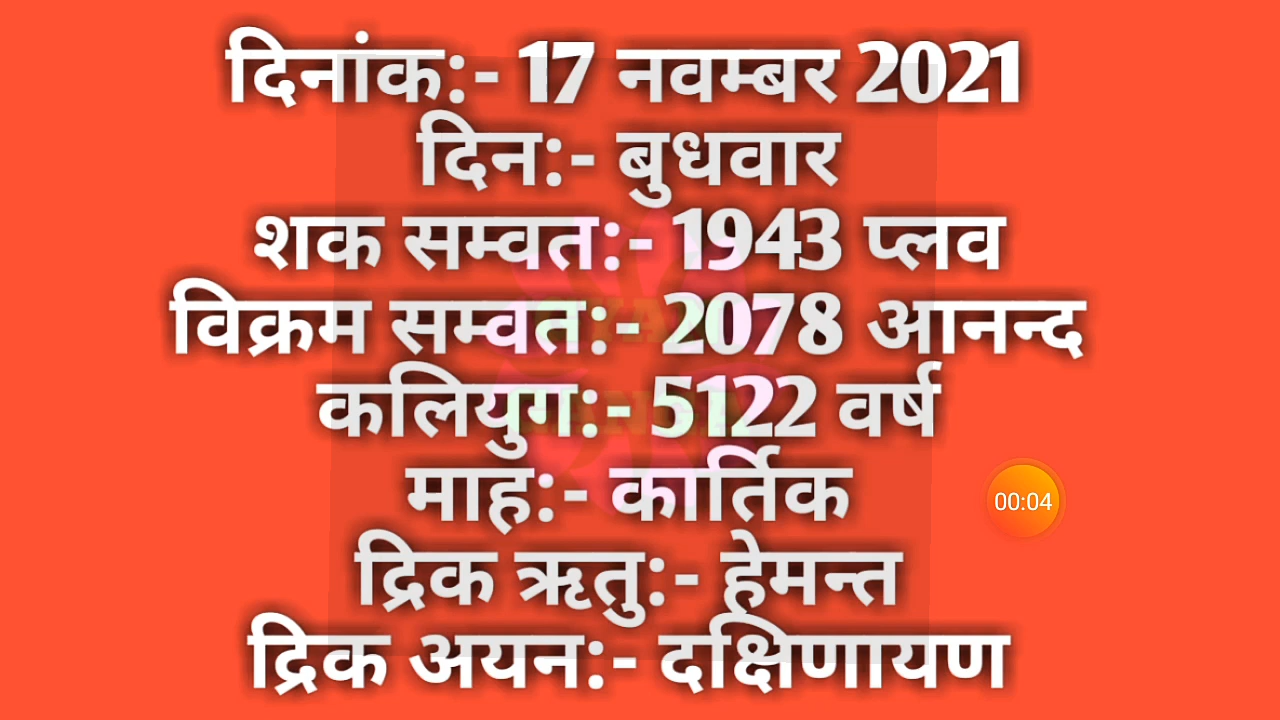 दिनांक:- 17 नवम्बर 2021
दिन:- बुधवार
शक सम्वत:- 1943 प्लव
विक्रम सम्वत:- 2078 आनन्द
कलियुग:- 5122 वर्ष
माह:- कार्तिक
द्रिक ऋतु:- हेमन्त
द्रिक अयन:- दक्षिणायण
00:04